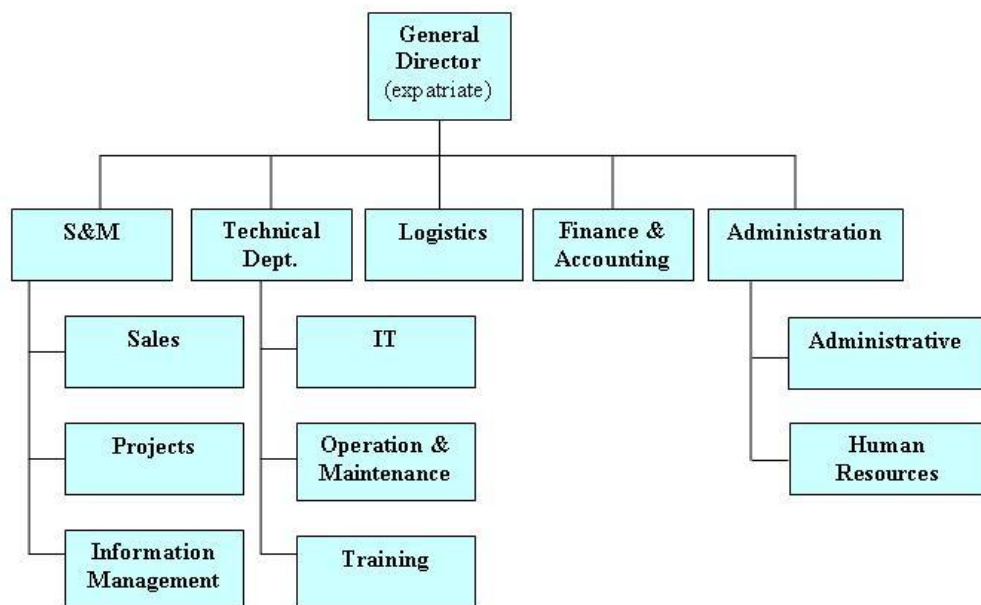 General
Director
(expatriate)
S&M
Technical
Dept.
Logistics
Finance &
Accounting
Administration
Sales
IT
Administrative
Projects
Operation &
Maintenance
Human
Resources
Information
Management
Training